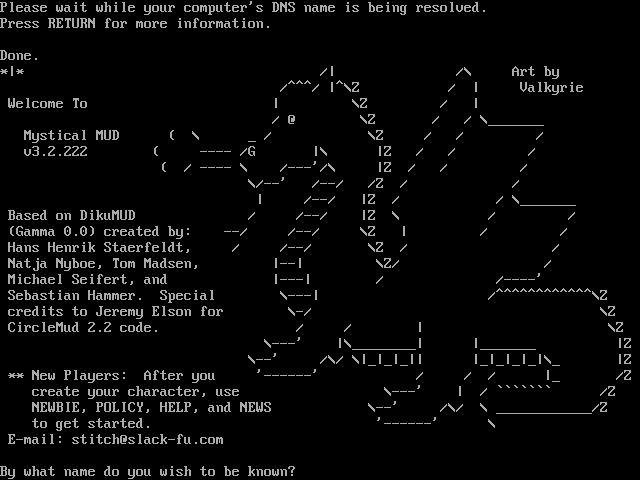 Please wait while your computer's DNS name is being resolved.
Press RETURN for more information.
Done.
Art by
Valkyrie
Welcome To
Mystical MUD
v3.2.222
Based on DikuMUD
(Gamma 0.0) created by:
Hans Henrik Staerfeldt,
Natja Nyboe, Tom Madsen,
Michael Seifert, and
Sebastian Hammer.  Special
credits to Jeremy Elson for
CircleMud 2.2 code.
** New Players:  After you
create your character, use
NEWBIE, POLICY, HELP, and NEWS
to get started.
E-mail: stitch@slack-fu.com
By what name do you wish to be known?